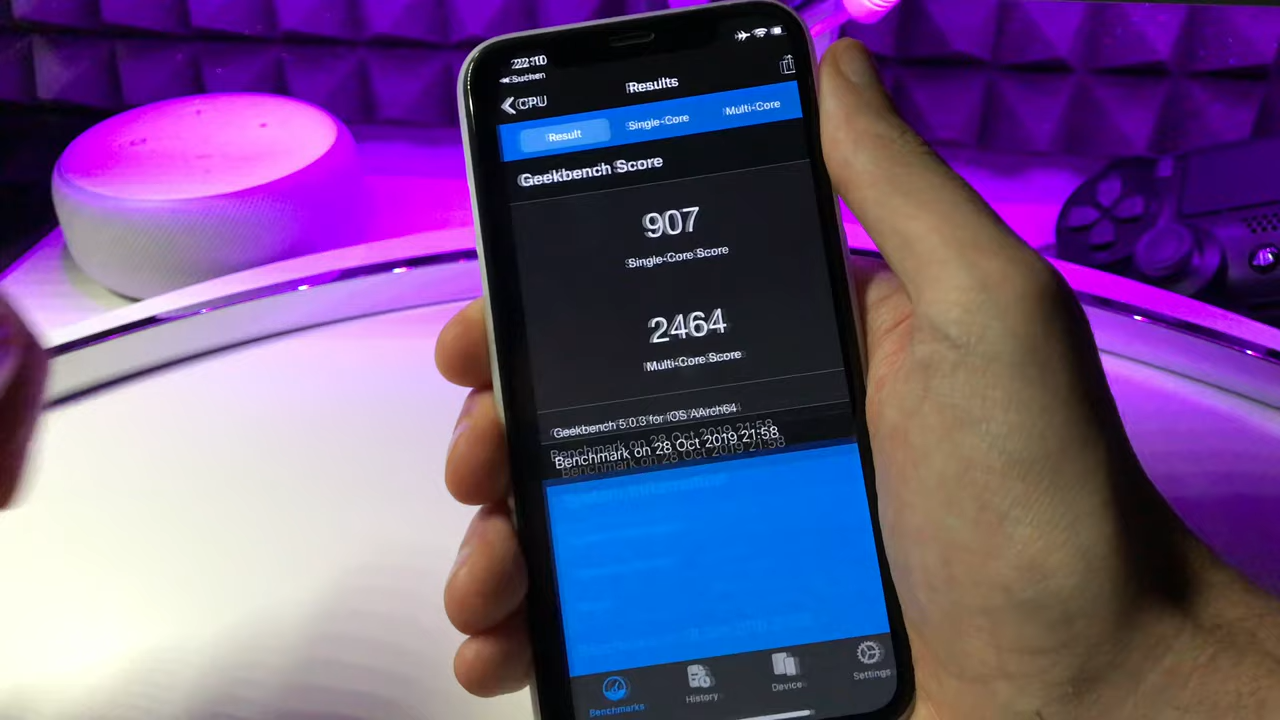 22:10
Suchen
CPU
Results
Result
Single-Core
Multi-Core
Geekbench Score
907
Single-Core Score
2464
Multi-Core Score
Geekbench 5.0.3 for iOS AArch64
Benchmark on 28 Oct 2019 21:58
Benchmarks
History
Device
Settings